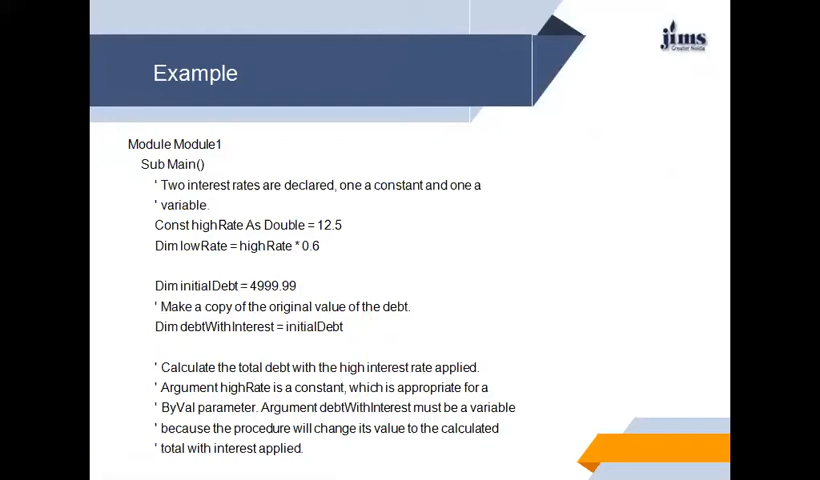 jims
Greater Noida
Example
Module Module1
Sub Main()
' Two interest rates are declared, one a constant and one a
' variable.
Const highRate As Double = 12.5
Dim lowRate = highRate * 0.6
Dim initialDebt = 4999.99
' Make a copy of the original value of the debt.
Dim debtWithInterest = initialDebt
' Calculate the total debt with the high interest rate applied.
' Argument highRate is a constant, which is appropriate for a
' ByVal parameter. Argument debtWithInterest must be a variable
' because the procedure will change its value to the calculated
' total with interest applied.